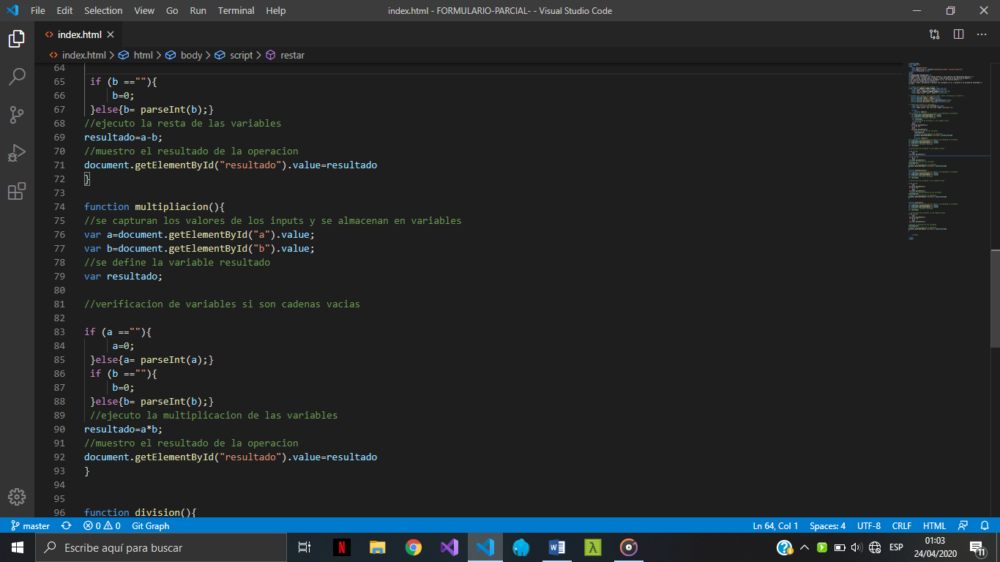 File Edit Selection View Go Run Terminal Help
index.html - FORMULARIO-PARCIAL- - Visual Studio Code
index.html
index.html > html > body > script > restar
64
65 if (b ==""){
66 b=0;
67 }else{b= parseInt(b);}
68 //ejecuto la resta de las variables
69 resultado=a-b;
70 //muestro el resultado de la operacion
71 document.getElementById("resultado").value=resultado
72 }
73
74 function multipliacion(){
75 //se capturan los valores de los inputs y se almacenan en variables
76 var a=document.getElementById("a").value;
77 var b=document.getElementById("b").value;
78 //se define la variable resultado
79 var resultado;
80
81 //verificacion de variables si son cadenas vacias
82
83 if (a ==""){
84 a=0;
85 }else{a= parseInt(a);}
86 if (b ==""){
87 b=0;
88 }else{b= parseInt(b);}
89 //ejecuto la multiplicacion de las variables
90 resultado=a*b;
91 //muestro el resultado de la operacion
92 document.getElementById("resultado").value=resultado
93 }
94
95
96 function division(){
master 0 0 Git Graph
Ln 64, Col 1 Spaces: 4 UTF-8 CRLF HTML
Escribe aquí para buscar
N
W
λ
?
ESP
01:03
24/04/2020
11